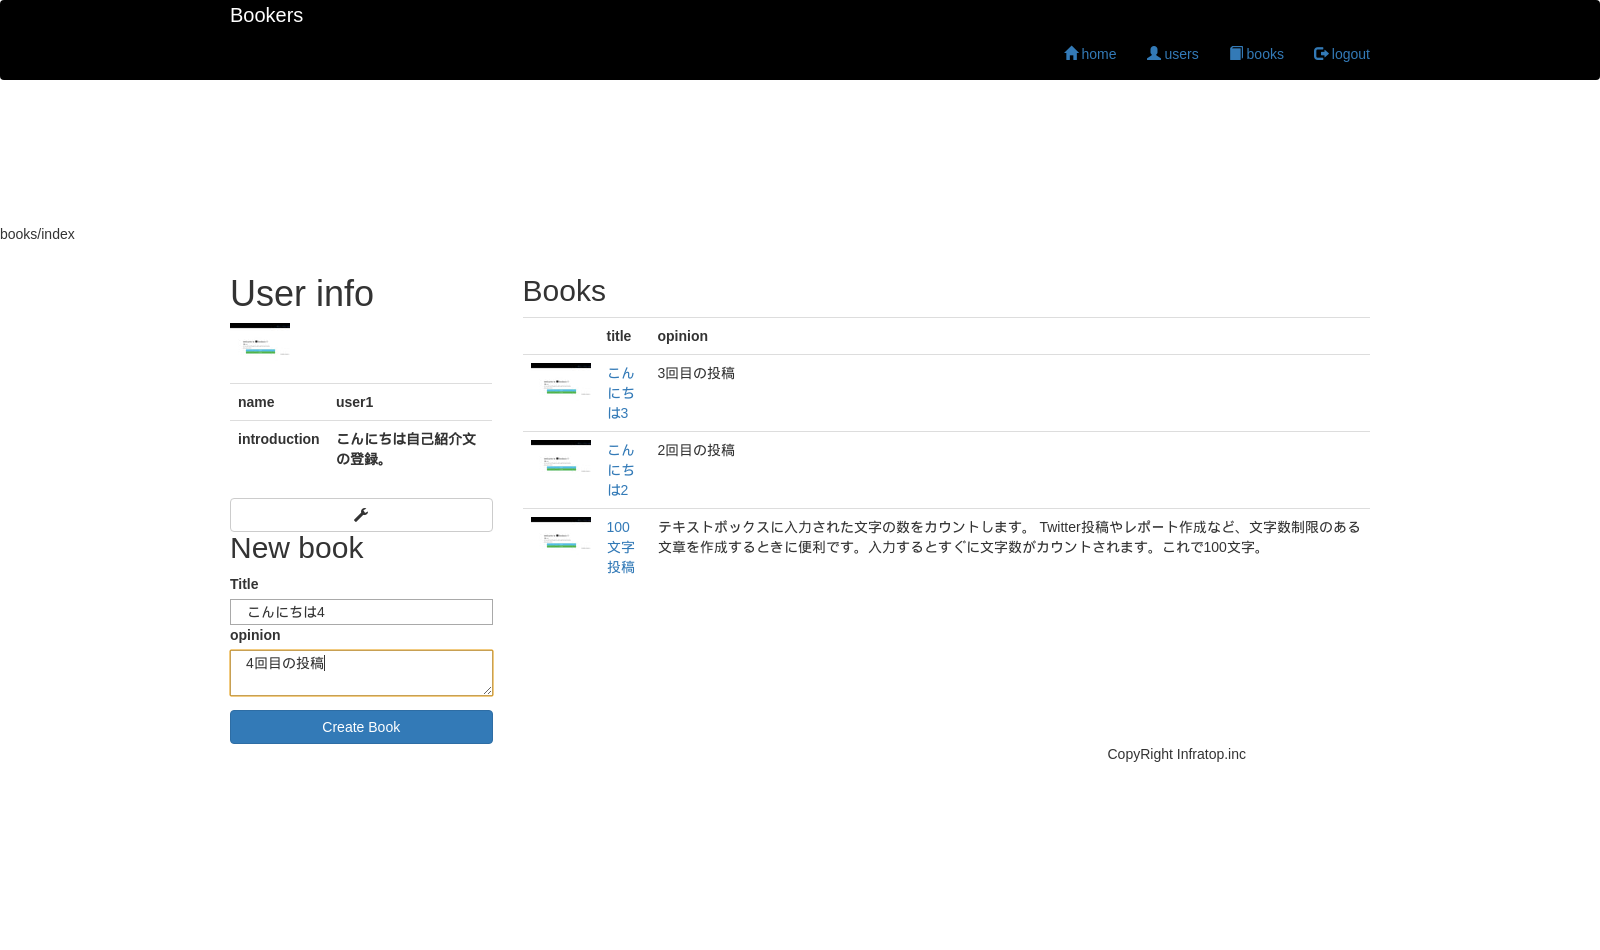 Bookers
home users books logout
books/index
User info
name user1
introduction こんにちは自己紹介文
の登録。
New book
Title
こんにちは4
opinion
4回目の投稿
Create Book
Books
title opinion
こん 3回目の投稿
にち
は3
こん 2回目の投稿
にち
は2
100 テキストボックスに入力された文字の数をカウントします。 Twitter投稿やレポート作成など、文字数制限のある
文字 文章を作成するときに便利です。入力するとすぐに文字数がカウントされます。これで100文字。
投稿
CopyRight Infratop.inc